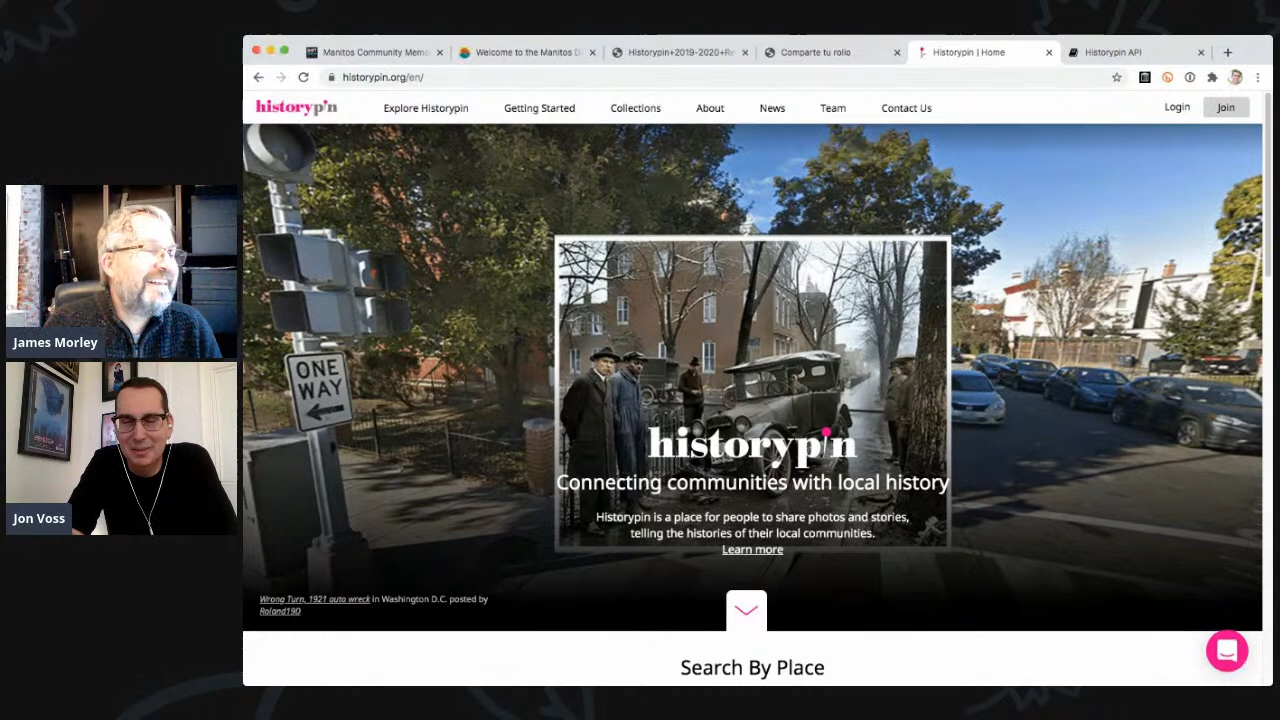 Manitos Community Memo
Welcome to the Manitos D
Historypin+2019-2020+Re
Comparte tu rollo
Historypin | Home
Historypin API
historypin.org/en/
historypin
Explore Historypin
Getting Started
Collections
About
News
Team
Contact Us
Login
Join
ONE
WAY
historypin
Connecting communities with local history
Historypin is a place for people to share photos and stories,
telling the histories of their local communities.
Learn more
Wrong Turn, 1921 auto wreck in Washington D.C. posted by
Roland19D
Search By Place
James Morley
Jon Voss